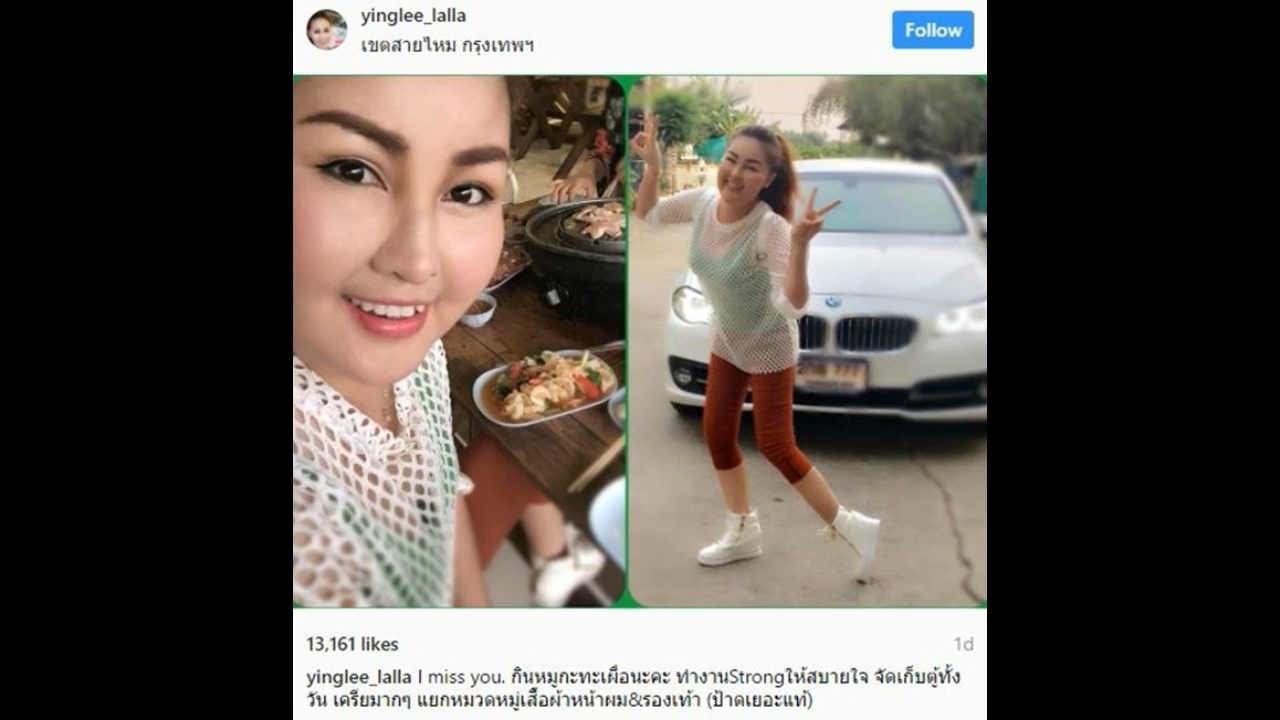 yinglee_lalla
เขตสายไหม กรุงเทพฯ
Follow
13,161 likes
1d
yinglee_lalla I miss you. กินหมูกะทะเผื่อนะคะ ทำงานStrongให้สบายใจ จัดเก็บตู้ทั้ง
วัน เครียมากๆ แยกหมวดหมู่เสื้อผ้าหน้าผม&รองเท้า (ป้าดเยอะแท่)